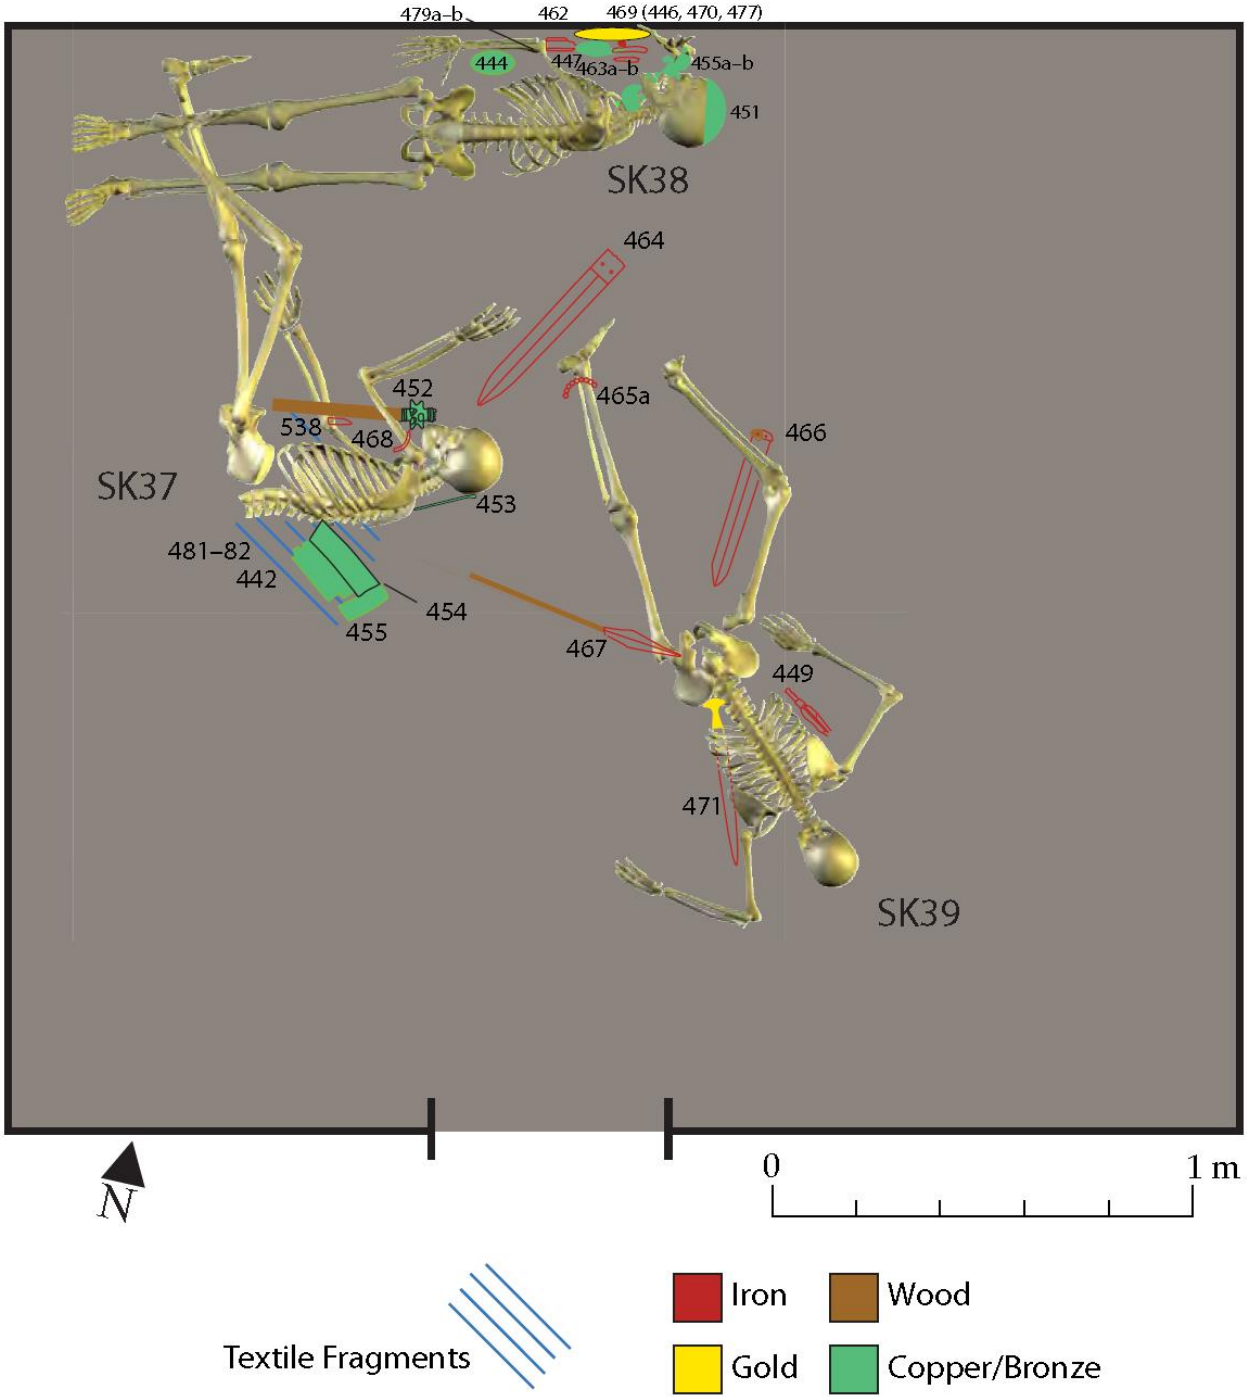 479a–b 462 469 (446, 470, 477)
444 447 463a–b 455a–b
451
SK38
464
452 465a
538 468 466
SK37
453
481–82
442
454
455
467
449
471
SK39
N
0 1 m
Iron Wood
Textile Fragments Gold Copper/Bronze